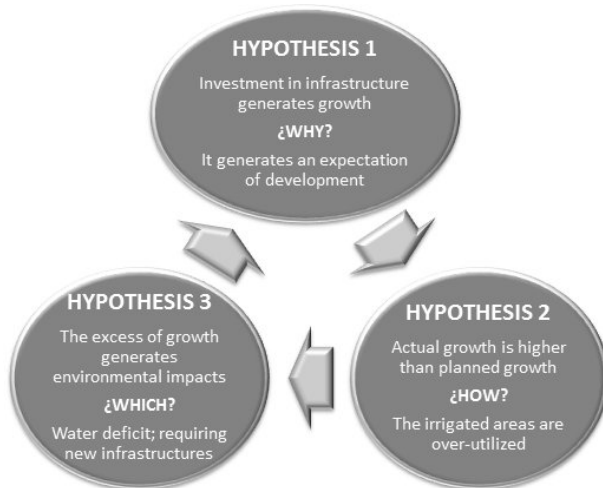 HYPOTHESIS 1
Investment in infrastructure
generates growth
¿WHY?
It generates an expectation
of development
HYPOTHESIS 2
Actual growth is higher
than planned growth
¿HOW?
The irrigated areas are
over-utilized
HYPOTHESIS 3
The excess of growth
generates
environmental impacts
¿WHICH?
Water deficit; requiring
new infrastructures